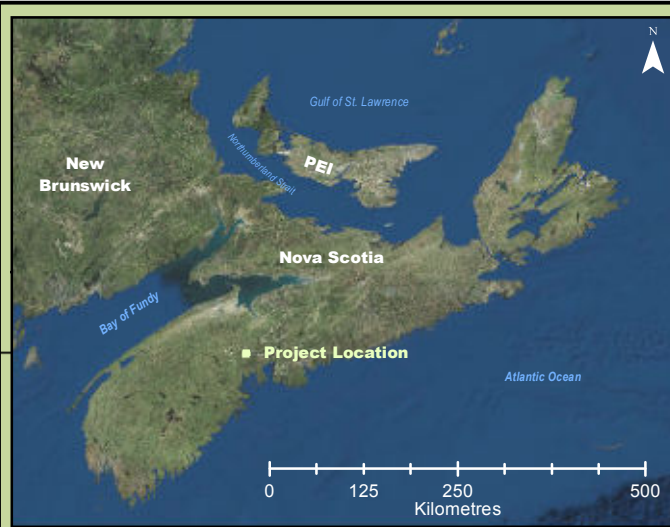 N
Gulf of St. Lawrence
Northumberland Strait
PEI
New
Brunswick
Nova Scotia
Bay of Fundy
Project Location
Atlantic Ocean
0 125 250 500
Kilometres